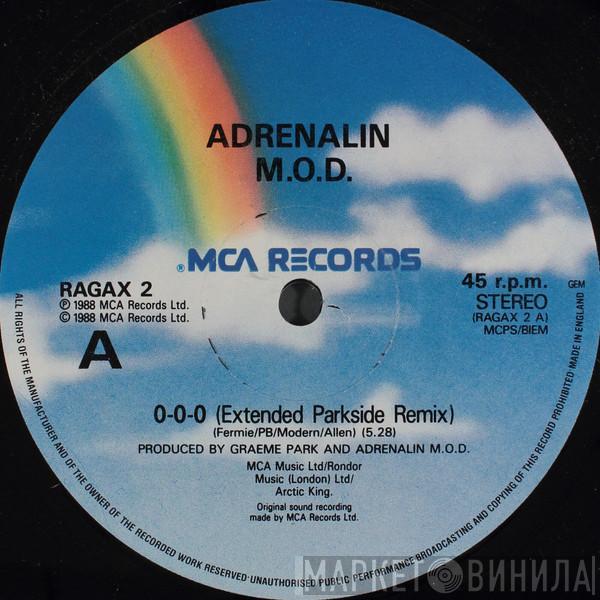 ADRENALIN
M.O.D.
® MCA RECORDS
RAGAX 2
℗ 1988 MCA Records Ltd.
© 1988 MCA Records Ltd.
A
45 r.p.m.
STEREO
(RAGAX 2 A)
MCPS/BIEM
GEM
0-0-0 (Extended Parkside Remix)
(Fermie/PB/Modern/Allen) (5.28)
PRODUCED BY GRAEME PARK AND ADRENALIN M.O.D.
MCA Music Ltd/Rondor
Music (London) Ltd/
Arctic King.
Original sound recording
made by MCA Records Ltd.
ALL RIGHTS OF THE MANUFACTURER AND OF THE OWNER OF THE RECORDED WORK RESERVED·UNAUTHORISED PUBLIC PERFORMANCE BROADCASTING AND COPYING OF THIS RECORD PROHIBITED MADE IN ENGLAND
МАРКЕТ ВИНИЛА